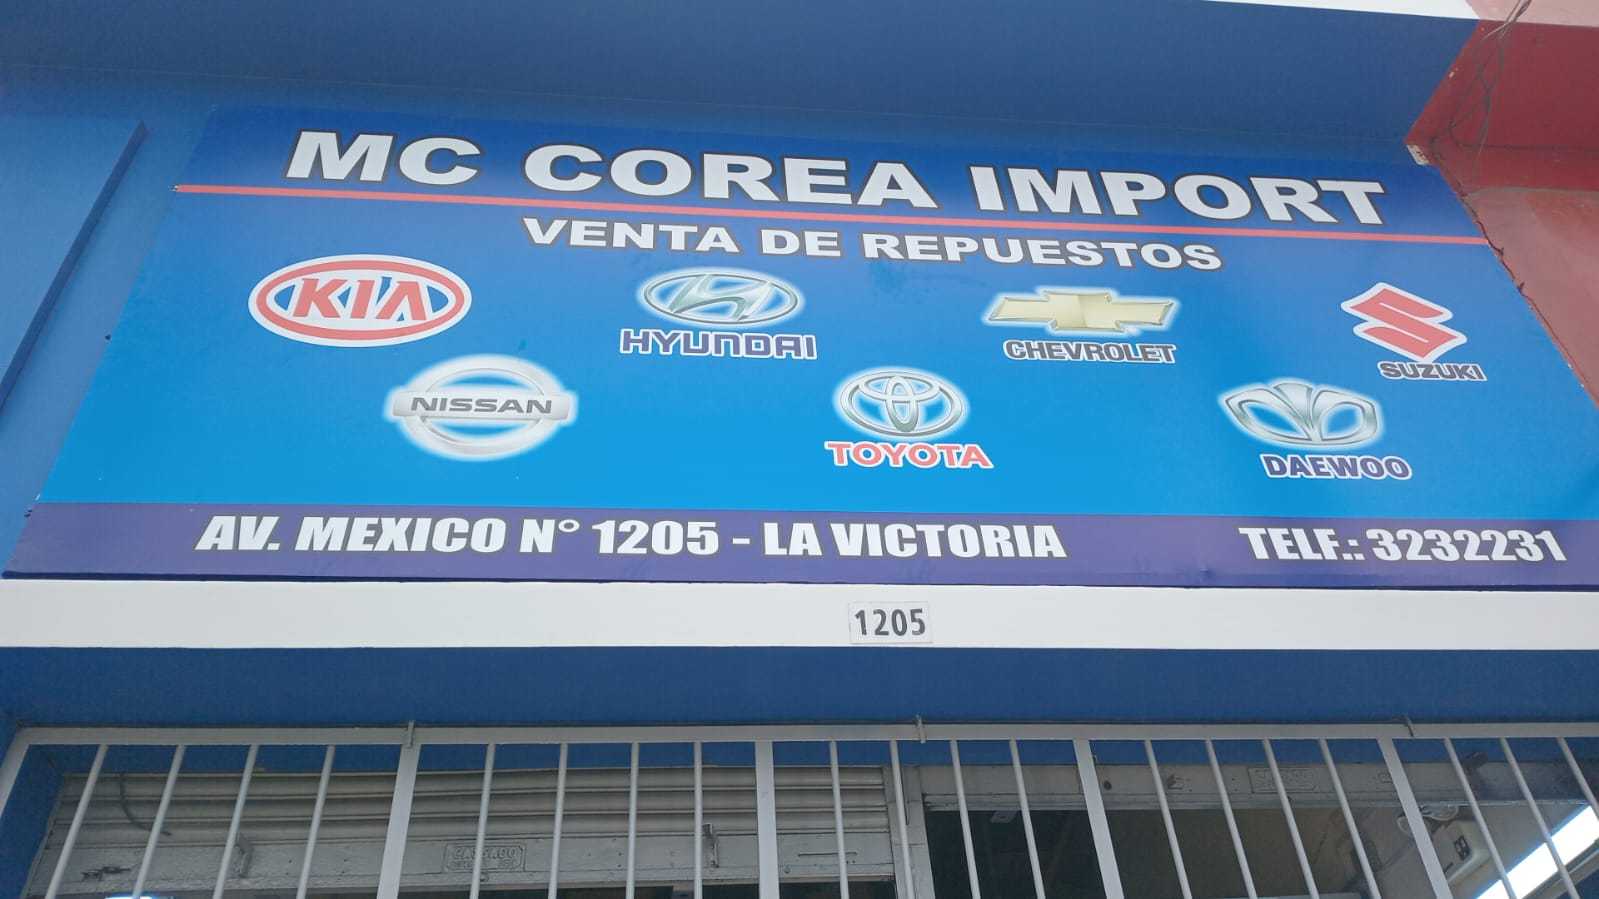 MC COREA IMPORT
VENTA DE REPUESTOS
KIA
HYUNDAI
CHEVROLET
SUZUKI
NISSAN
TOYOTA
DAEWOO
AV. MEXICO N° 1205 - LA VICTORIA
TELF.: 3232231
1205